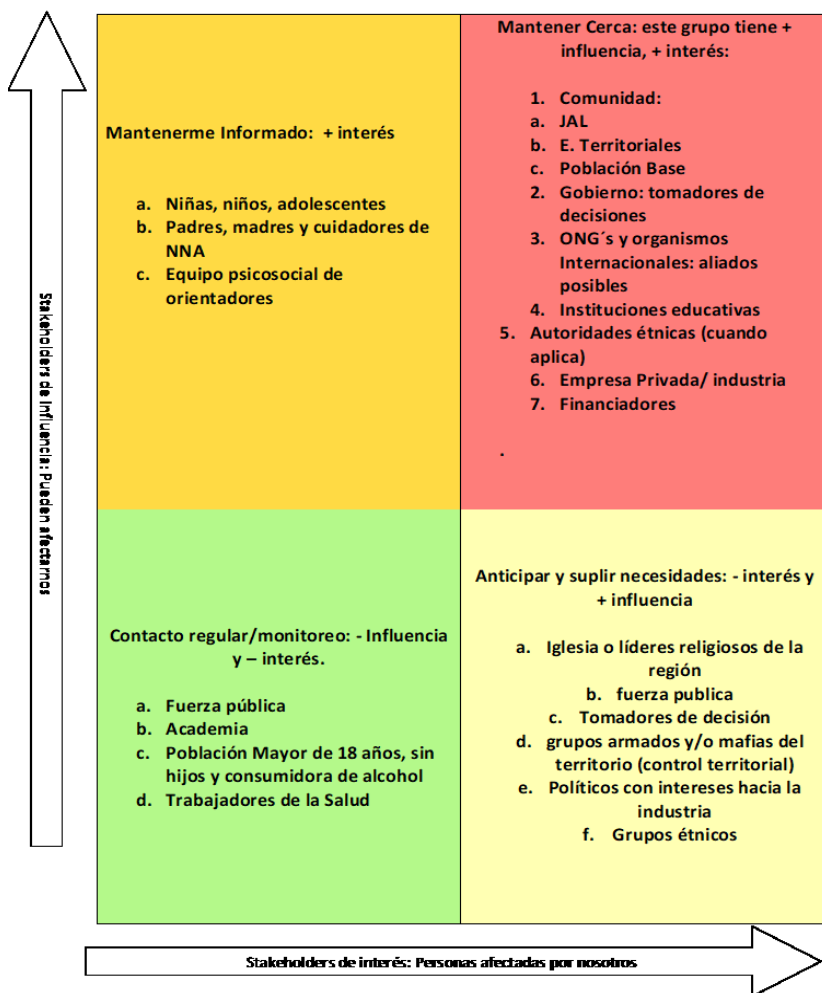 Mantenerme Informado:  + interés
a. Niñas, niños, adolescentes
b. Padres, madres y cuidadores de
NNA
c. Equipo psicosocial de
orientadores
Mantener Cerca: este grupo tiene +
influencia, + interés:
1. Comunidad:
a. JAL
b. E. Territoriales
c. Población Base
2. Gobierno: tomadores de
decisiones
3. ONG´s y organismos
Internacionales: aliados
posibles
4. Instituciones educativas
5. Autoridades étnicas (cuando
aplica)
6. Empresa Privada/ industria
7. Financiadores
.
Stakeholders de Influencia: Pueden afectarnos
Contacto regular/monitoreo: - Influencia
y – interés.
a. Fuerza pública
b. Academia
c. Población Mayor de 18 años, sin
hijos y consumidora de alcohol
d. Trabajadores de la Salud
Anticipar y suplir necesidades: - interés y
+ influencia
a. Iglesia o líderes religiosos de la
región
b. fuerza publica
c. Tomadores de decisión
d. grupos armados y/o mafias del
territorio (control territorial)
e. Políticos con intereses hacia la
industria
f. Grupos étnicos
Stakeholders de interés: Personas afectadas por nosotros